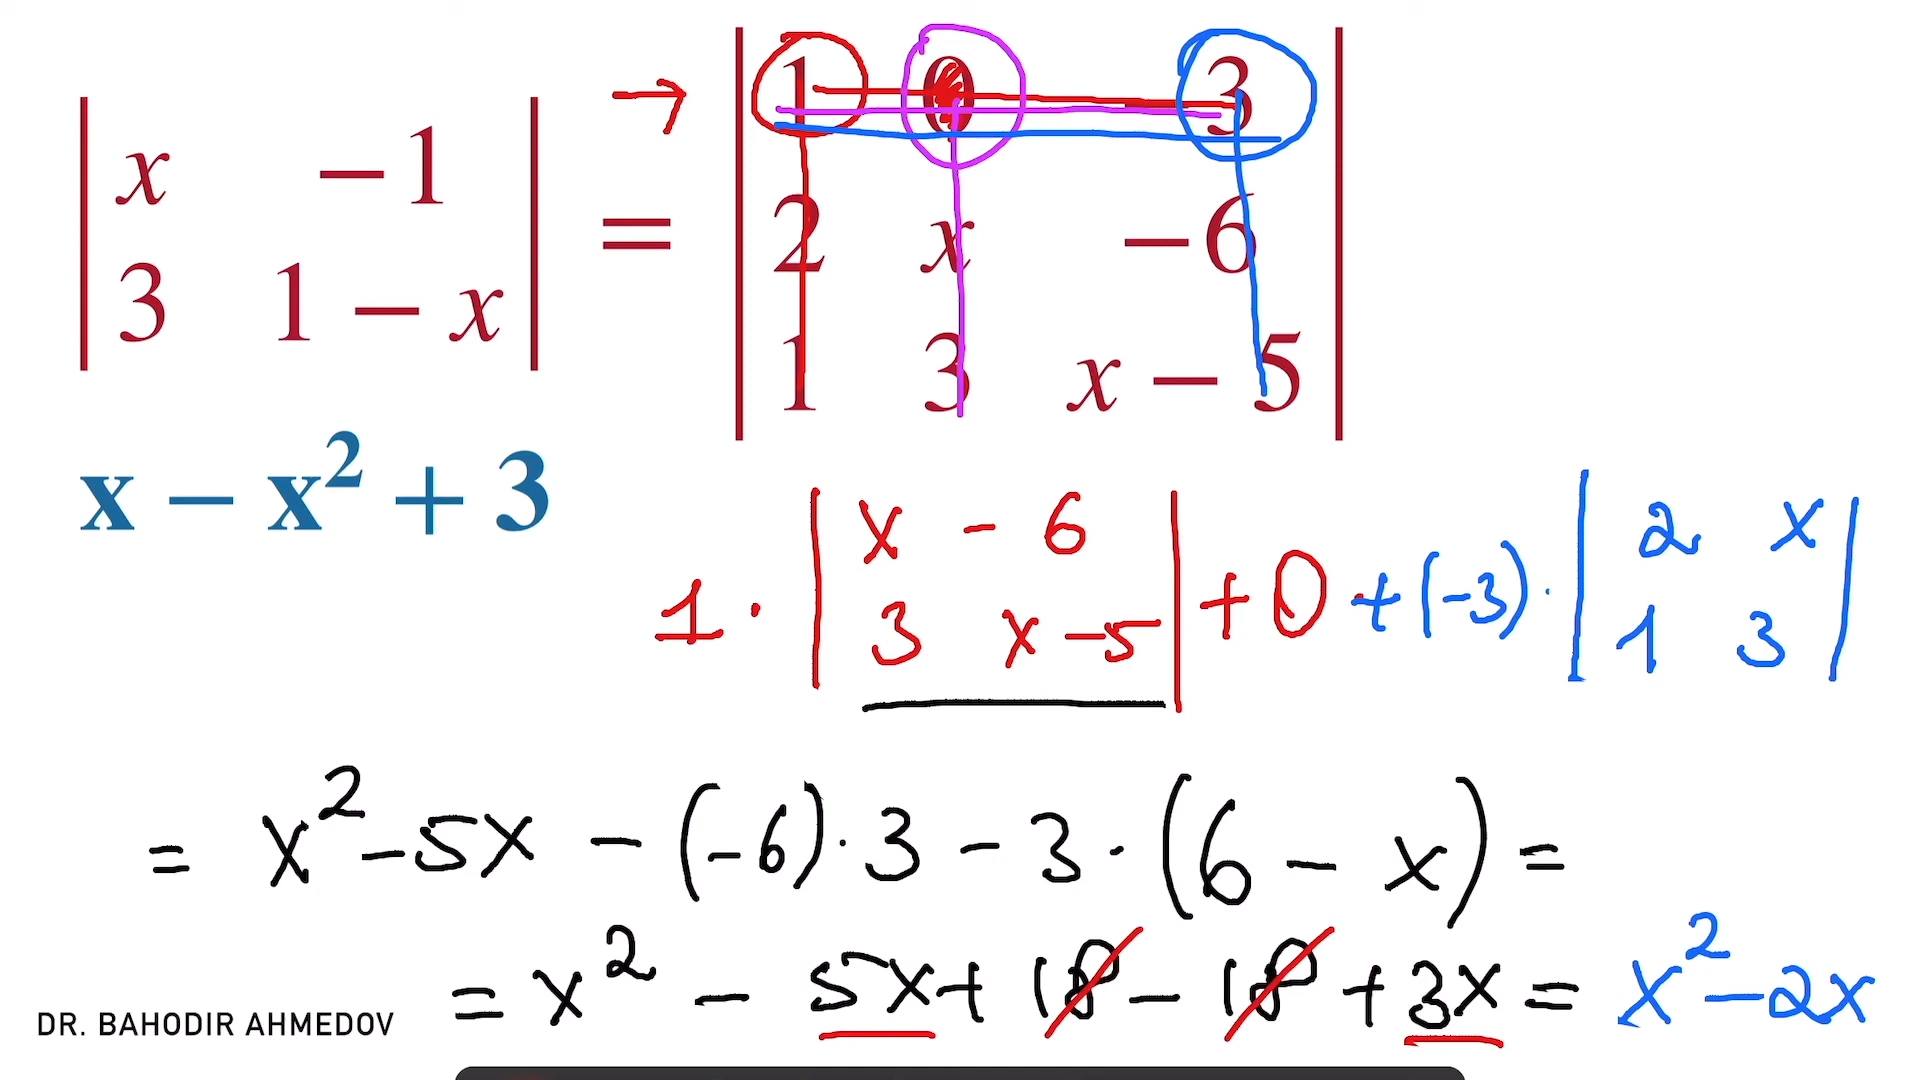 | x −1 |
| 3 1 − x |
=
→ | 1 0 −3 |
| 2 x −6 |
| 1 3 x − 5 |
x − x² + 3
1 · | x - 6 | + 0 + (-3) · | 2 x |
| 3 x - 5 | | 1 3 |
= x² - 5x - (-6) · 3 - 3 · (6 - x) =
= x² - 5x + 18 - 18 + 3x = x² - 2x
DR. BAHODIR AHMEDOV